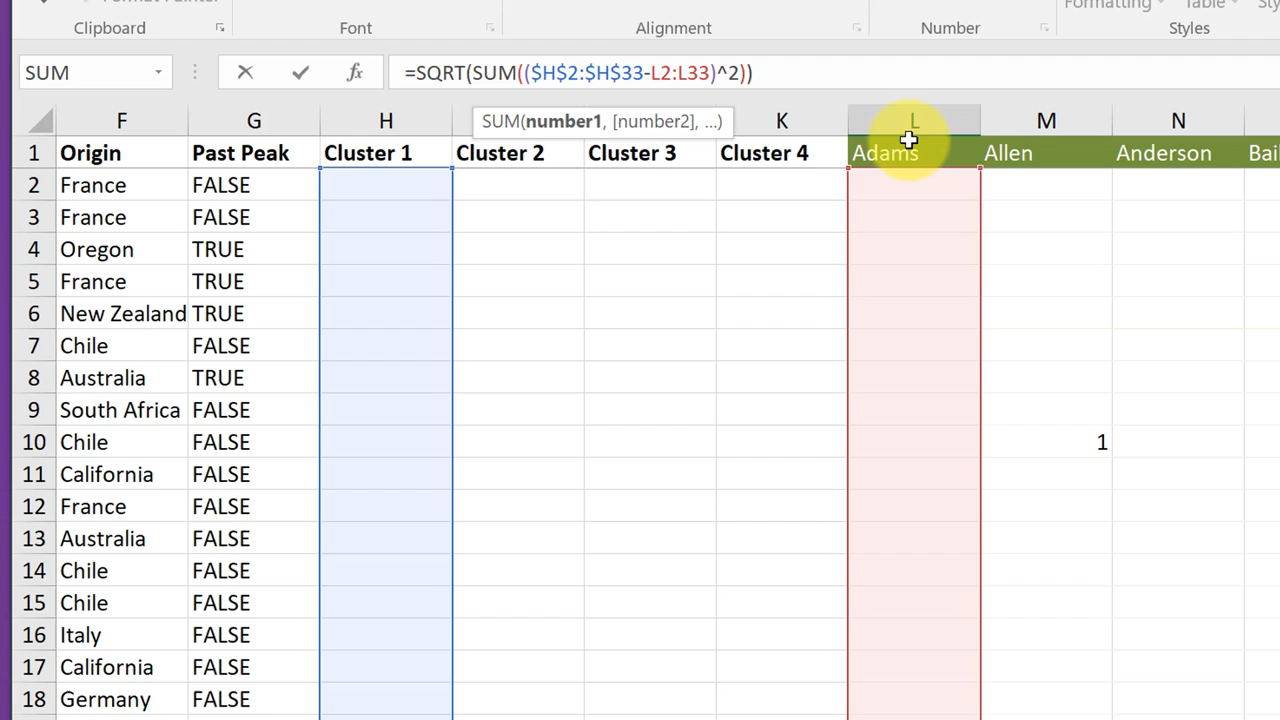 Format Painter
Formatting Table Sty
Clipboard Font Alignment Number Styles
SUM =SQRT(SUM(($H$2:$H$33-L2:L33)^2))
SUM(number1, [number2], ...)
F G H K L M N
1 Origin Past Peak Cluster 1 Cluster 2 Cluster 3 Cluster 4 Adams Allen Anderson Bail
2 France FALSE
3 France FALSE
4 Oregon TRUE
5 France TRUE
6 New Zealand TRUE
7 Chile FALSE
8 Australia TRUE
9 South Africa FALSE
10 Chile FALSE 1
11 California FALSE
12 France FALSE
13 Australia FALSE
14 Chile FALSE
15 Chile FALSE
16 Italy FALSE
17 California FALSE
18 Germany FALSE